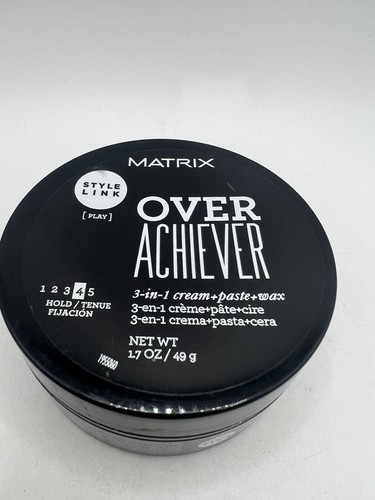 MATRIX
STYLE
LINK
[PLAY]
OVER
ACHIEVER
1 2 3 4 5
HOLD / TENUE
FIJACIÓN
3-in-1 cream+paste+wax
3-en-1 crème+pâte+cire
3-en-1 crema+pasta+cera
NET WT
1.7 OZ / 49 g